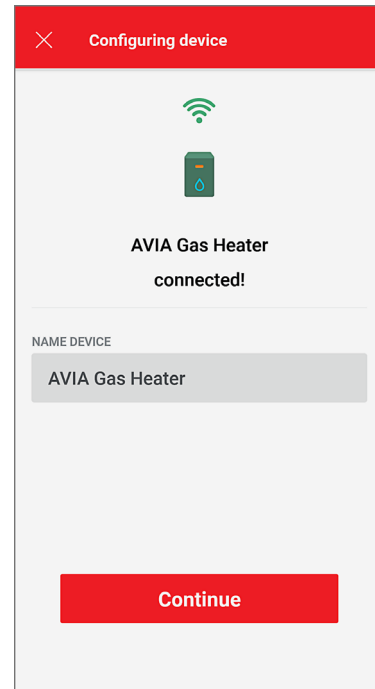 Configuring device
AVIA Gas Heater
connected!
NAME DEVICE
AVIA Gas Heater
Continue